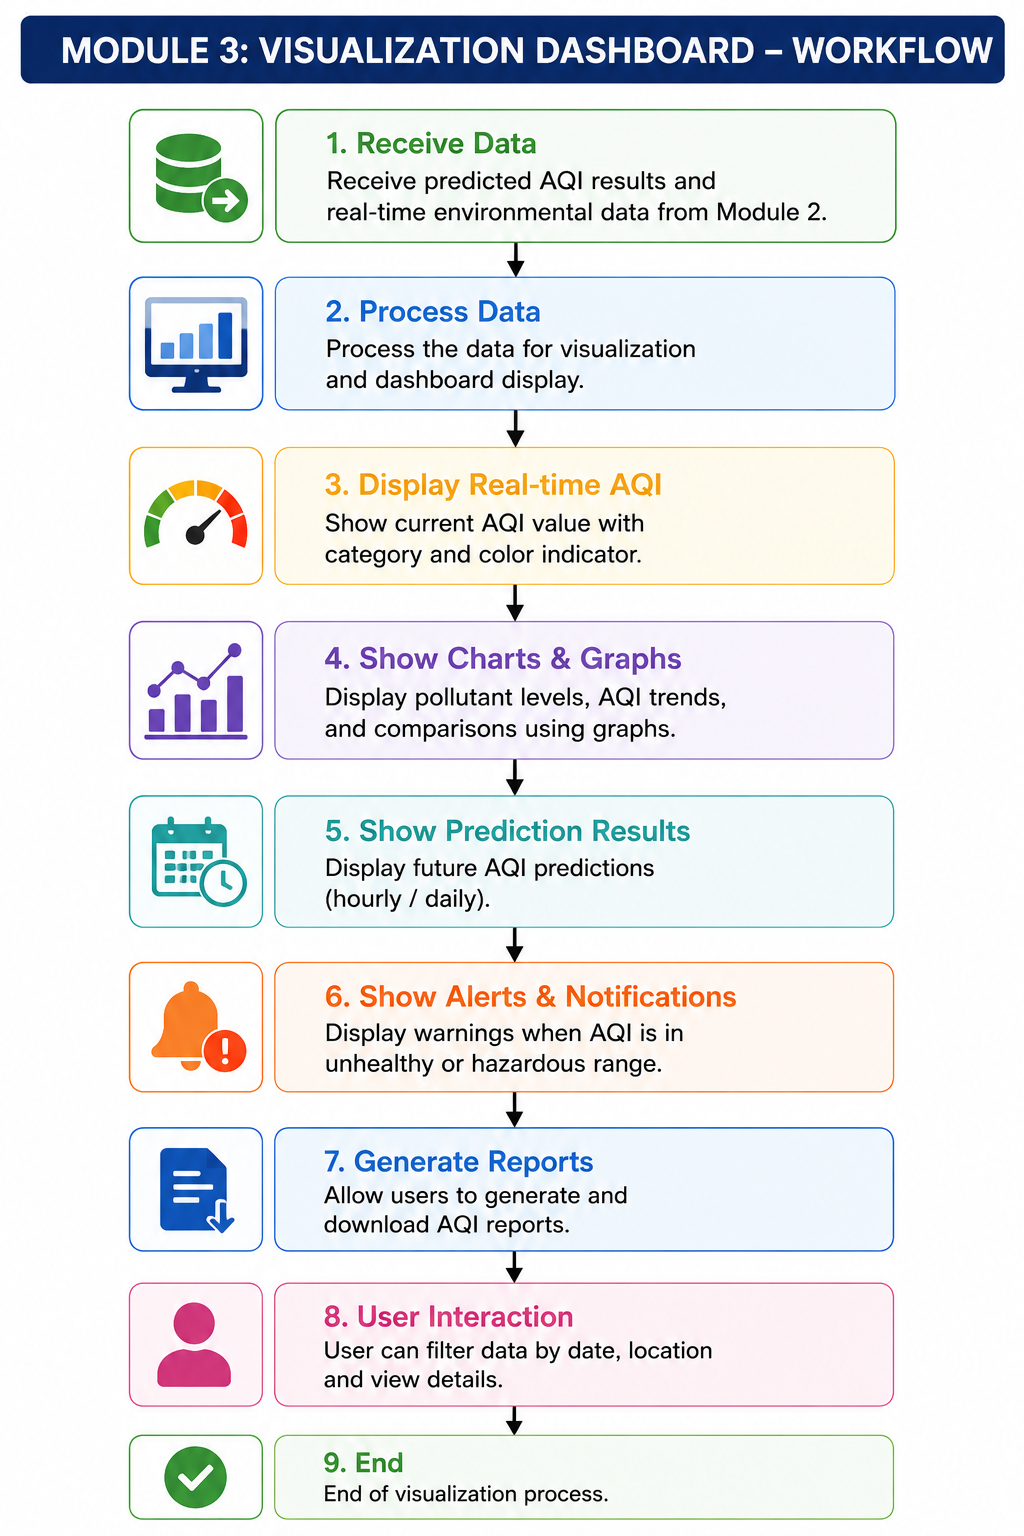 MODULE 3: VISUALIZATION DASHBOARD – WORKFLOW
1. Receive Data
Receive predicted AQI results and
real-time environmental data from Module 2.
2. Process Data
Process the data for visualization
and dashboard display.
3. Display Real-time AQI
Show current AQI value with
category and color indicator.
4. Show Charts & Graphs
Display pollutant levels, AQI trends,
and comparisons using graphs.
5. Show Prediction Results
Display future AQI predictions
(hourly / daily).
6. Show Alerts & Notifications
Display warnings when AQI is in
unhealthy or hazardous range.
7. Generate Reports
Allow users to generate and
download AQI reports.
8. User Interaction
User can filter data by date, location
and view details.
9. End
End of visualization process.